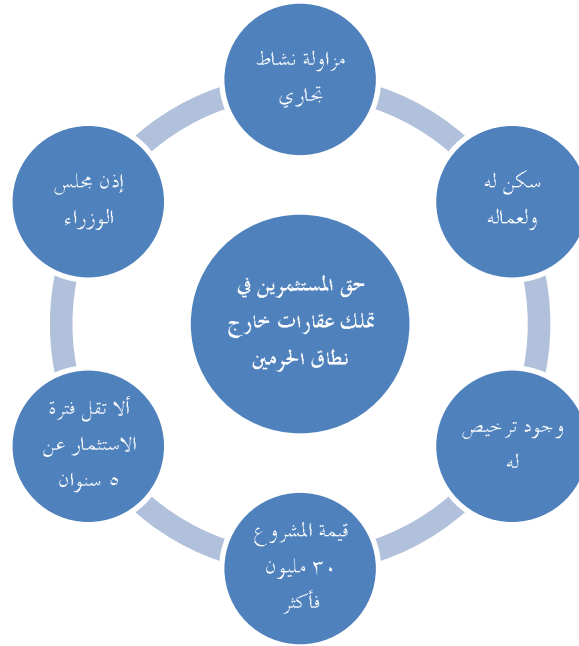 مزاولة نشاط
تجاري
سكن له
ولعماله
وجود ترخيص
له
قيمة المشروع
٣٠ مليون
فأكثر
ألا تقل فترة
الاستثمار عن
٥ سنوان
إذن مجلس
الوزراء
حق المستثمرين في
تملك عقارات خارج
نطاق الحرمين